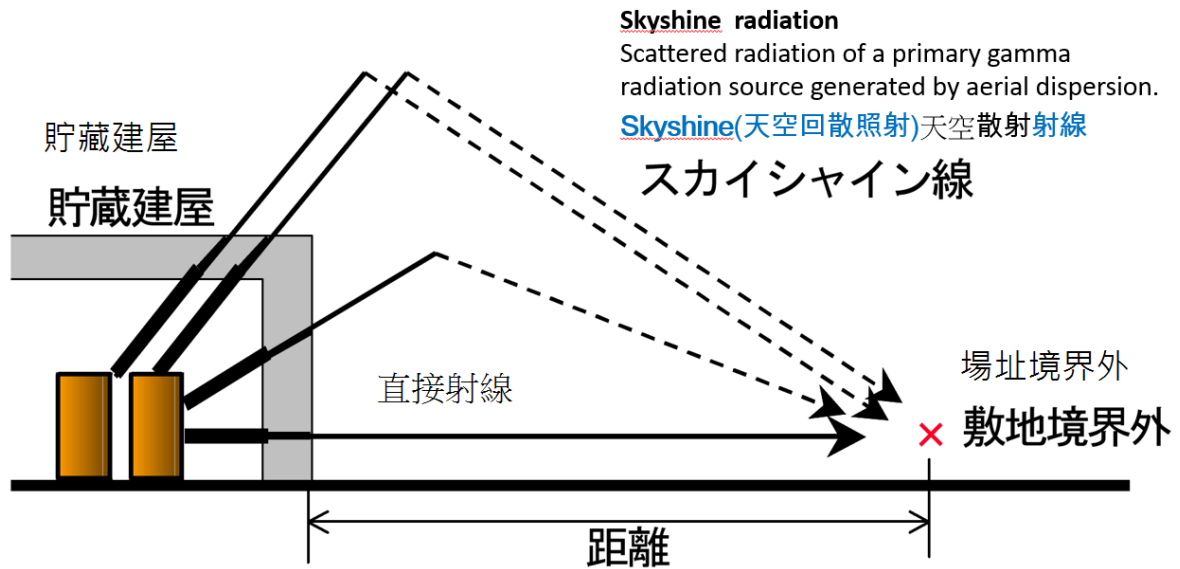 Skyshine radiation
Scattered radiation of a primary gamma
radiation source generated by aerial dispersion.
Skyshine(天空回散照射)天空散射射線
スカイシャイン線
貯藏建屋
貯蔵建屋
直接射線
場址境界外
敷地境界外
距離